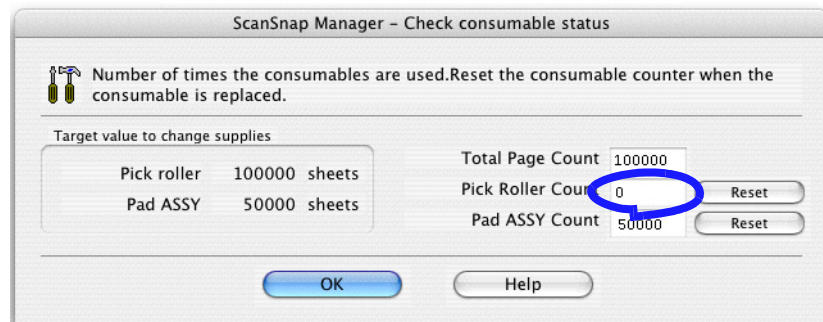 ScanSnap Manager – Check consumable status
Number of times the consumables are used.Reset the consumable counter when the
consumable is replaced.
Target value to change supplies
Pick roller 100000 sheets
Pad ASSY 50000 sheets
Total Page Count 100000
Pick Roller Count 0 Reset
Pad ASSY Count 50000 Reset
OK Help